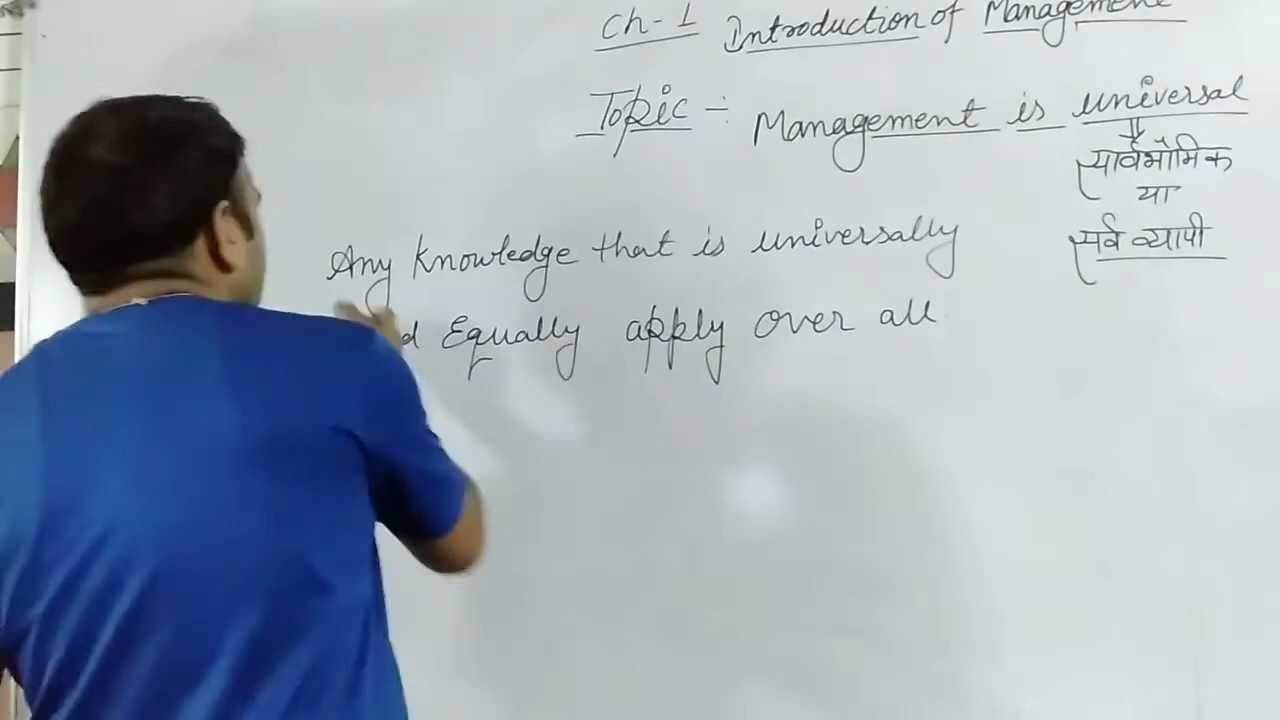 Ch-1 Introduction of Management
Topic :- Management is universal
सार्वभौमिक
या
सर्व व्यापी
Any knowledge that is universally
Equally apply over all